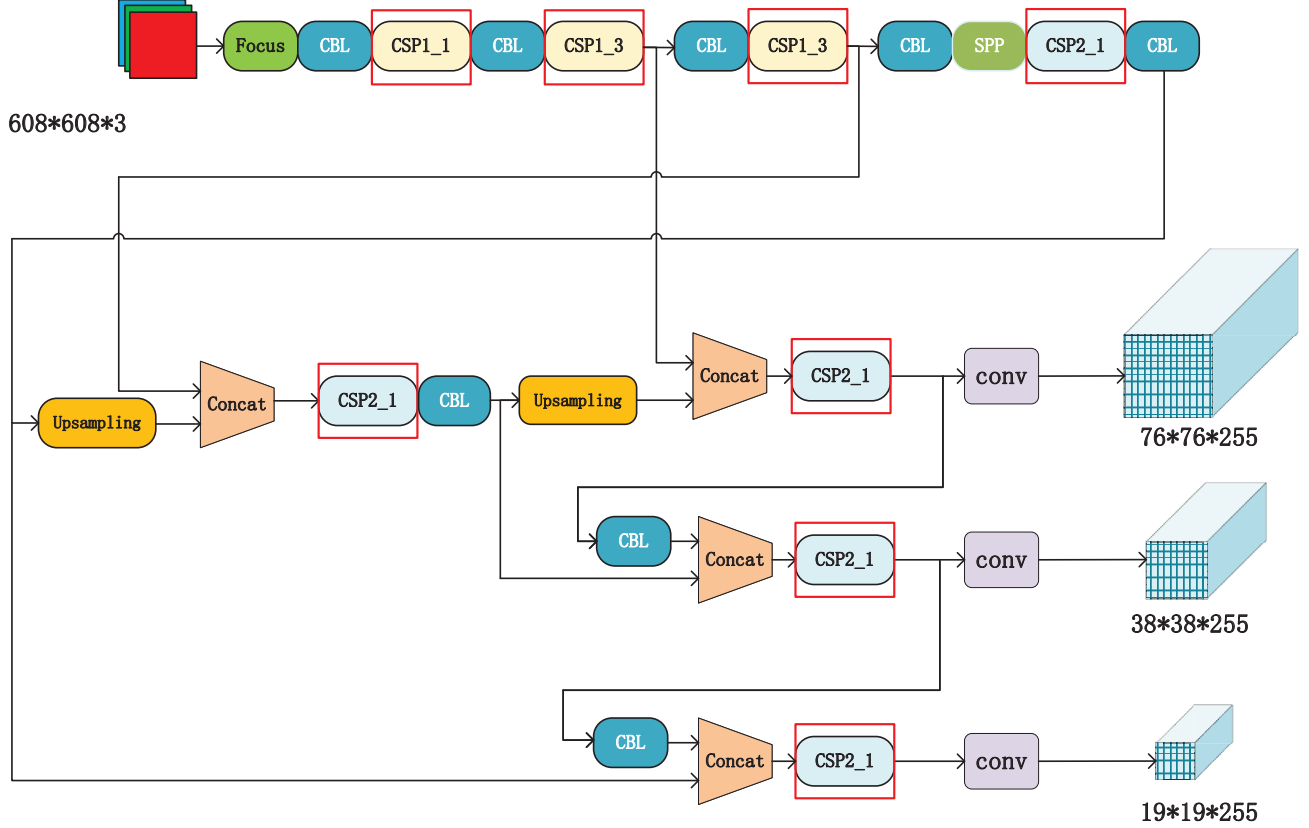 Focus CBL CSP1_1 CBL CSP1_3 CBL CSP1_3 CBL SPP CSP2_1 CBL
608*608*3
Concat CSP2_1 conv
Upsampling Concat CSP2_1 CBL Upsampling
76*76*255
CBL Concat CSP2_1 conv
38*38*255
CBL Concat CSP2_1 conv
19*19*255